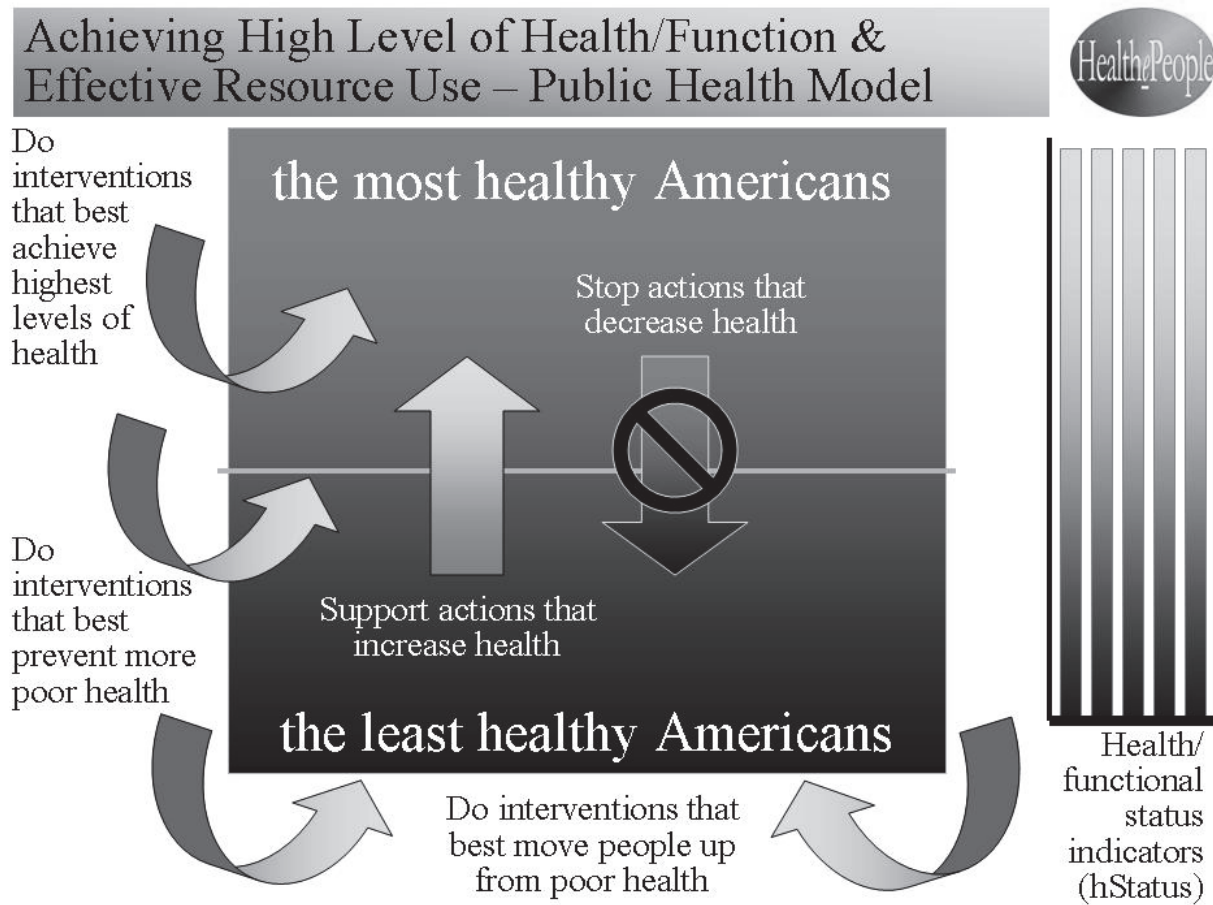 Achieving High Level of Health/Function &
Effective Resource Use – Public Health Model
HealthePeople
Do
interventions
that best
achieve
highest
levels of
health
the most healthy Americans
Stop actions that
decrease health
Do
interventions
that best
prevent more
poor health
Support actions that
increase health
the least healthy Americans
Do interventions that
best move people up
from poor health
Health/
functional
status
indicators
(hStatus)